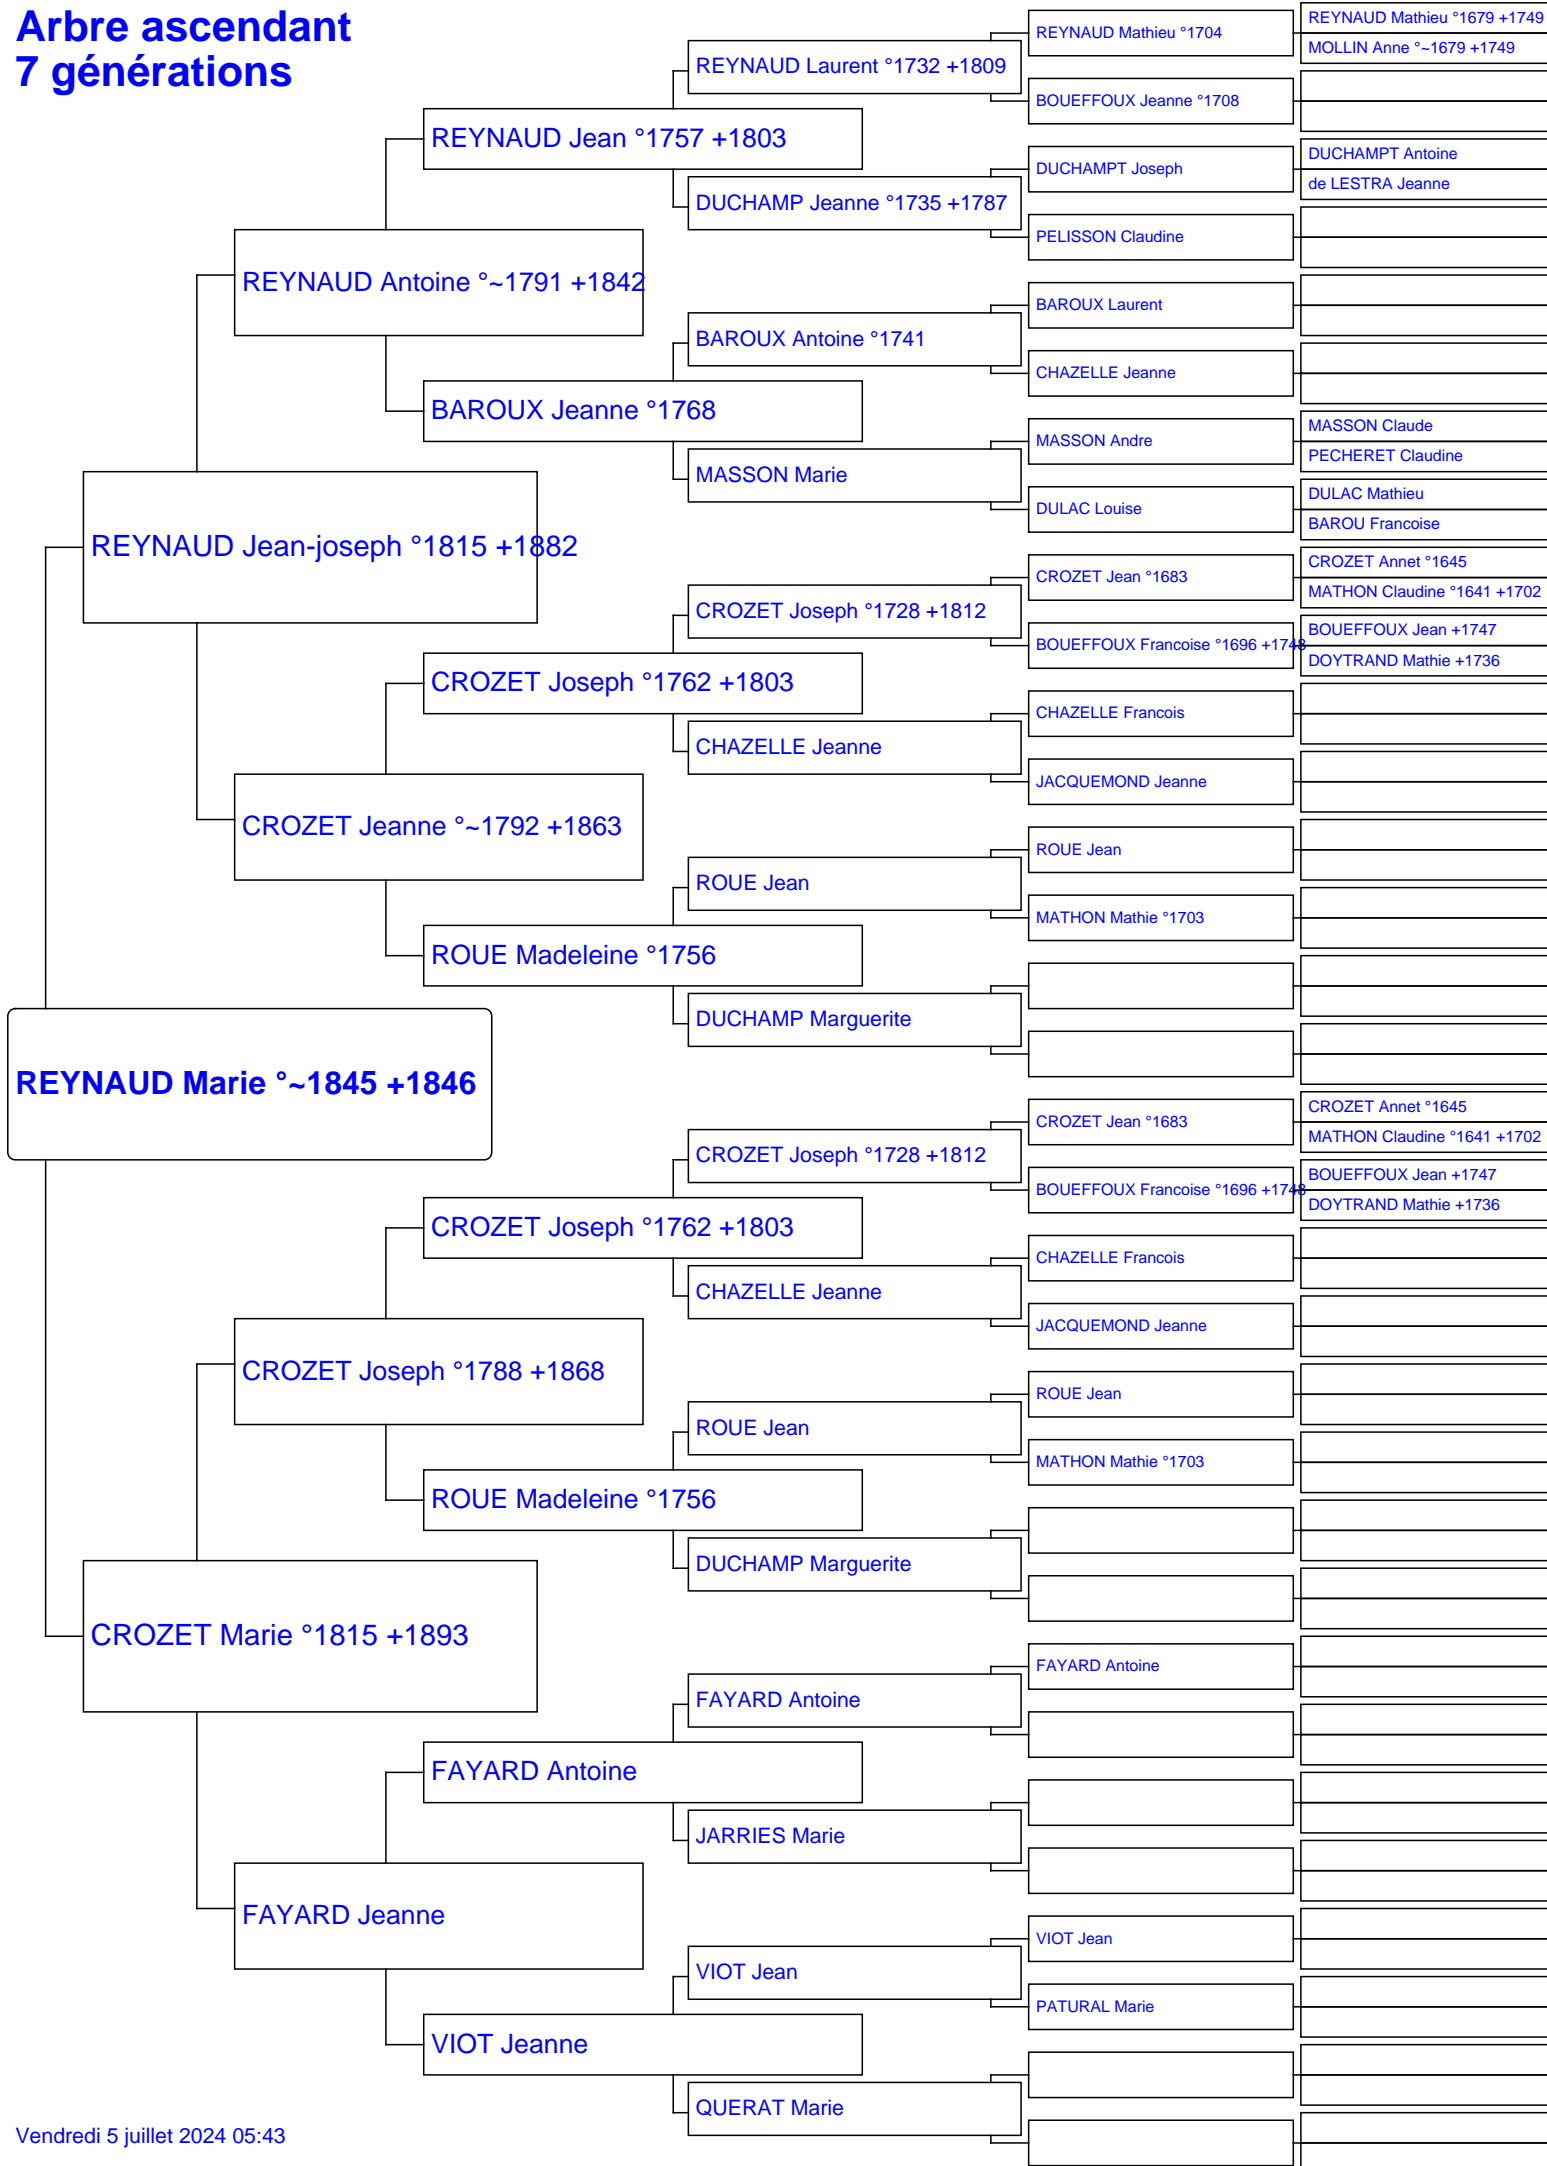 Arbre ascendant
7 générations
REYNAUD Marie °~1845 +1846
REYNAUD Jean-joseph °1815 +1882
CROZET Marie °1815 +1893
REYNAUD Antoine °~1791 +1842
CROZET Jeanne °~1792 +1863
CROZET Joseph °1788 +1868
FAYARD Jeanne
REYNAUD Jean °1757 +1803
BAROUX Jeanne °1768
CROZET Joseph °1762 +1803
ROUE Madeleine °1756
CROZET Joseph °1762 +1803
ROUE Madeleine °1756
FAYARD Antoine
VIOT Jeanne
REYNAUD Laurent °1732 +1809
DUCHAMP Jeanne °1735 +1787
BAROUX Antoine °1741
MASSON Marie
CROZET Joseph °1728 +1812
CHAZELLE Jeanne
ROUE Jean
DUCHAMP Marguerite
CROZET Joseph °1728 +1812
CHAZELLE Jeanne
ROUE Jean
DUCHAMP Marguerite
FAYARD Antoine
JARRIES Marie
VIOT Jean
QUERAT Marie
REYNAUD Mathieu °1704
BOUEFFOUX Jeanne °1708
DUCHAMPT Joseph
PELISSON Claudine
BAROUX Laurent
CHAZELLE Jeanne
MASSON Andre
DULAC Louise
CROZET Jean °1683
BOUEFFOUX Francoise °1696 +1748
CHAZELLE Francois
JACQUEMOND Jeanne
ROUE Jean
MATHON Mathie °1703
CROZET Jean °1683
BOUEFFOUX Francoise °1696 +1748
CHAZELLE Francois
JACQUEMOND Jeanne
ROUE Jean
MATHON Mathie °1703
FAYARD Antoine
VIOT Jean
PATURAL Marie
REYNAUD Mathieu °1679 +1749
MOLLIN Anne °~1679 +1749
DUCHAMPT Antoine
de LESTRA Jeanne
MASSON Claude
PECHERET Claudine
DULAC Mathieu
BAROU Francoise
CROZET Annet °1645
MATHON Claudine °1641 +1702
BOUEFFOUX Jean +1747
DOYTRAND Mathie +1736
CROZET Annet °1645
MATHON Claudine °1641 +1702
BOUEFFOUX Jean +1747
DOYTRAND Mathie +1736
Vendredi 5 juillet 2024 05:43